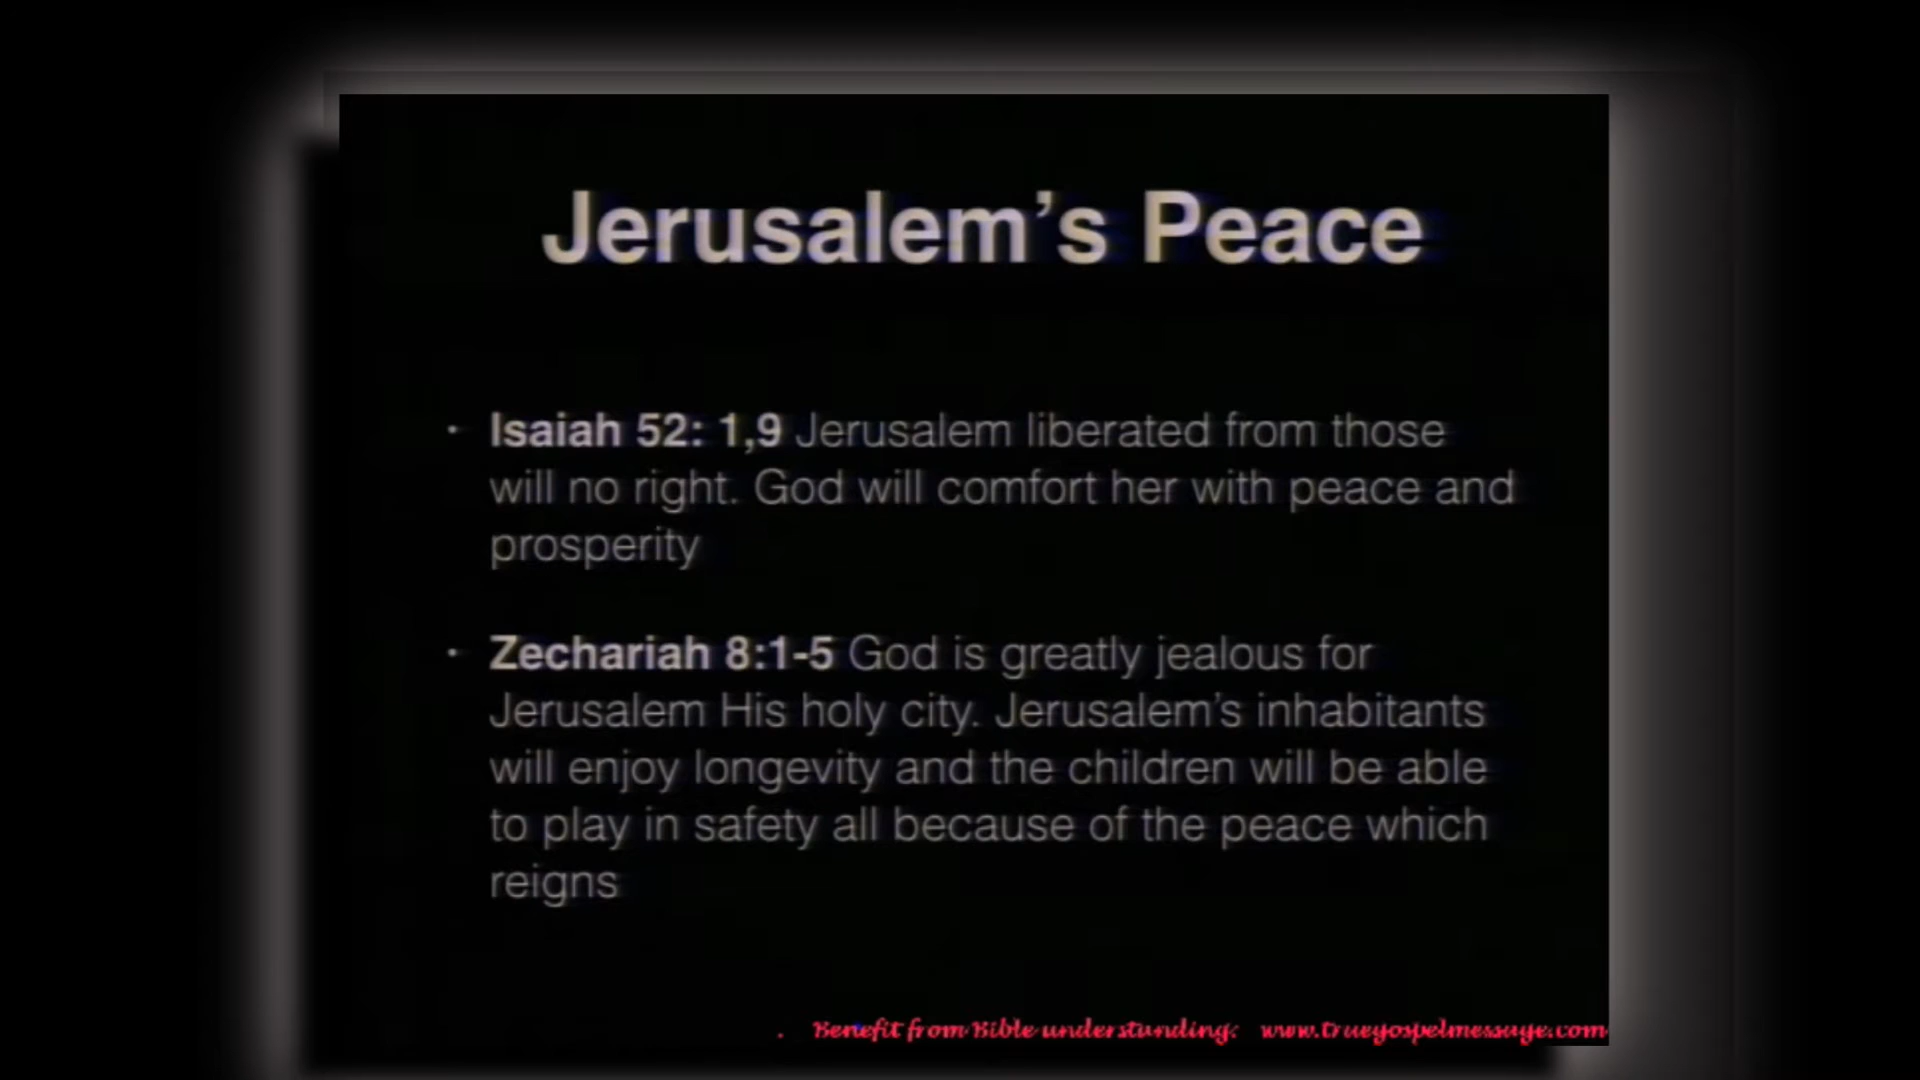 Jerusalem's Peace
• Isaiah 52: 1,9 Jerusalem liberated from those
will no right. God will comfort her with peace and
prosperity
• Zechariah 8:1-5 God is greatly jealous for
Jerusalem His holy city. Jerusalem's inhabitants
will enjoy longevity and the children will be able
to play in safety all because of the peace which
reigns
. Benefit from Bible understanding: www.truegospelmessage.com